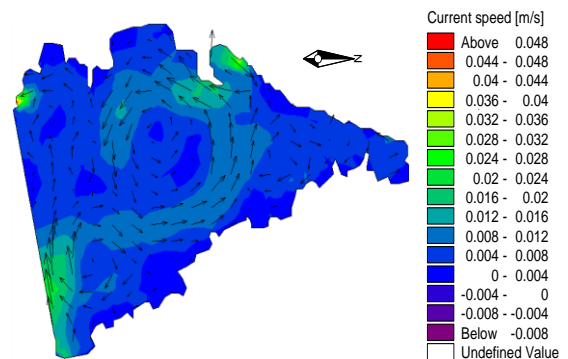 Current speed [m/s]
Above 0.048
0.044 - 0.048
0.04 - 0.044
0.036 - 0.04
0.032 - 0.036
0.028 - 0.032
0.024 - 0.028
0.02 - 0.024
0.016 - 0.02
0.012 - 0.016
0.008 - 0.012
0.004 - 0.008
0 - 0.004
-0.004 - 0
-0.008 - -0.004
Below -0.008
Undefined Value
N